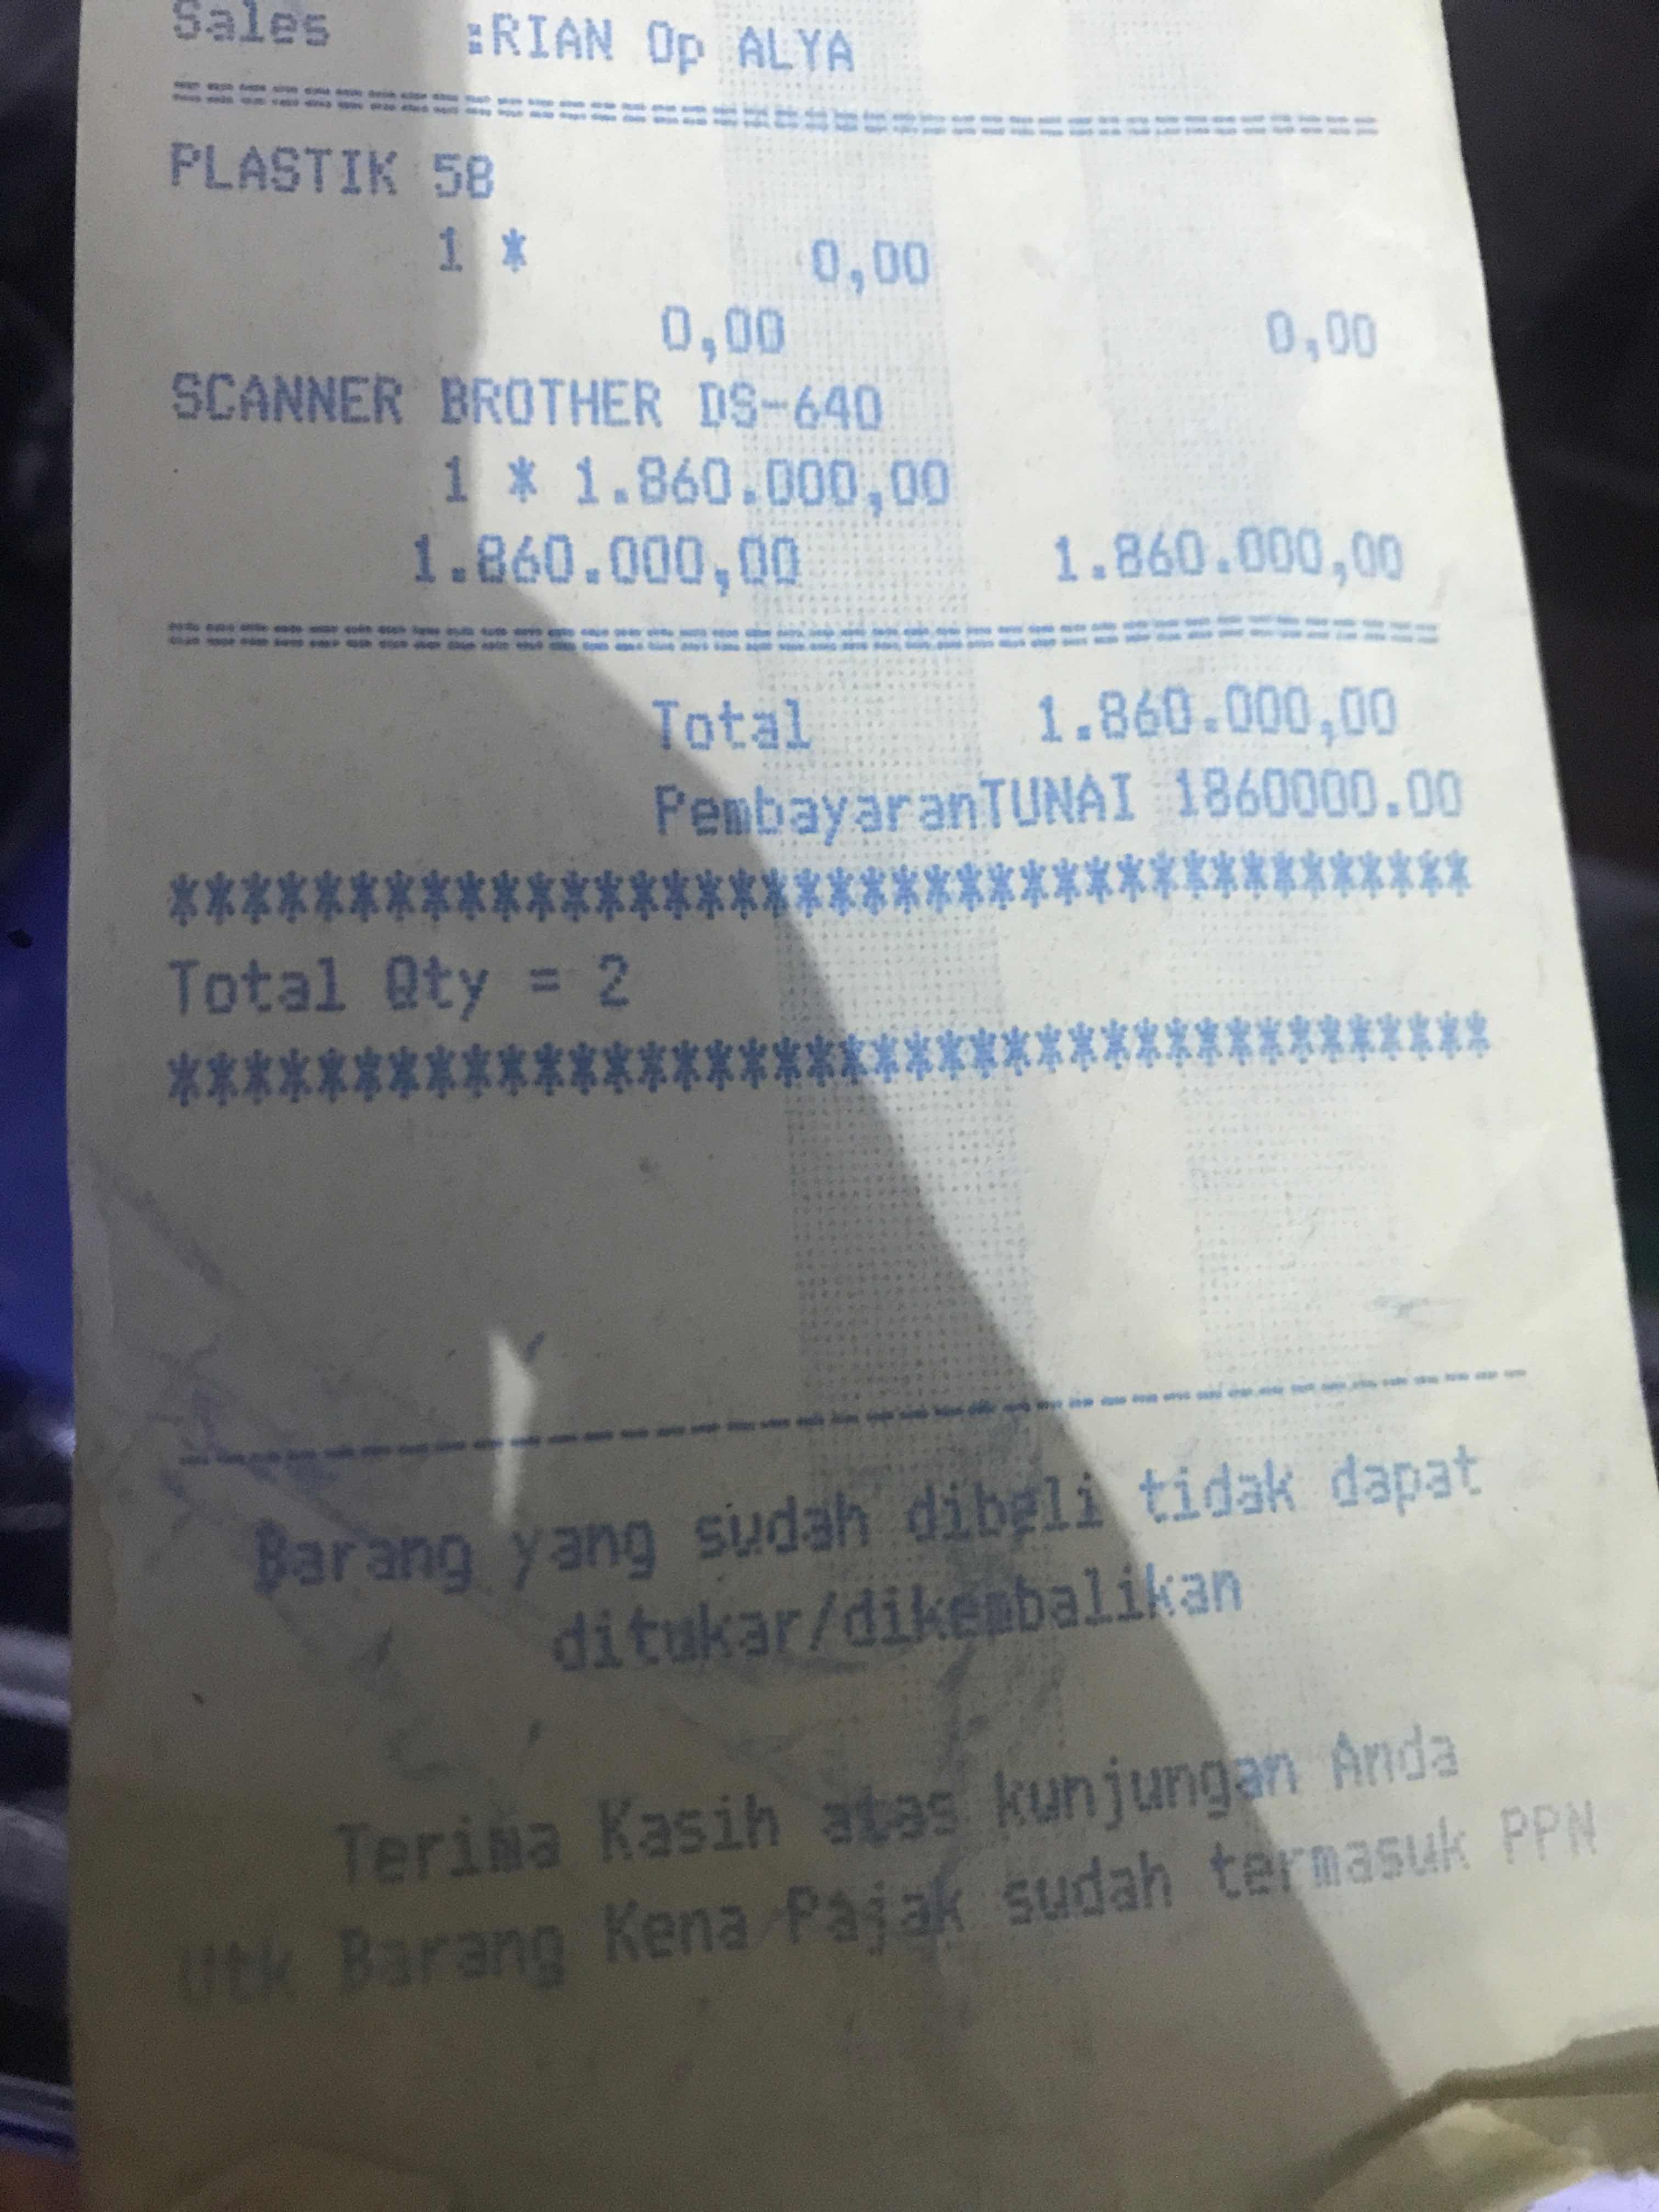 Sales :RIAN Op ALYA
==================================
PLASTIK 58
1 * 0,00
0,00 0,00
SCANNER BROTHER DS-640
1 * 1.860.000,00
1.860.000,00 1.860.000,00
==================================
Total 1.860.000,00
PembayaranTUNAI 1860000.00
*************************************
Total Qty = 2
*************************************
-------------------------------------
Barang yang sudah dibeli tidak dapat
ditukar/dikembalikan
Terima Kasih atas kunjungan Anda
Utk Barang Kena Pajak sudah termasuk PPN